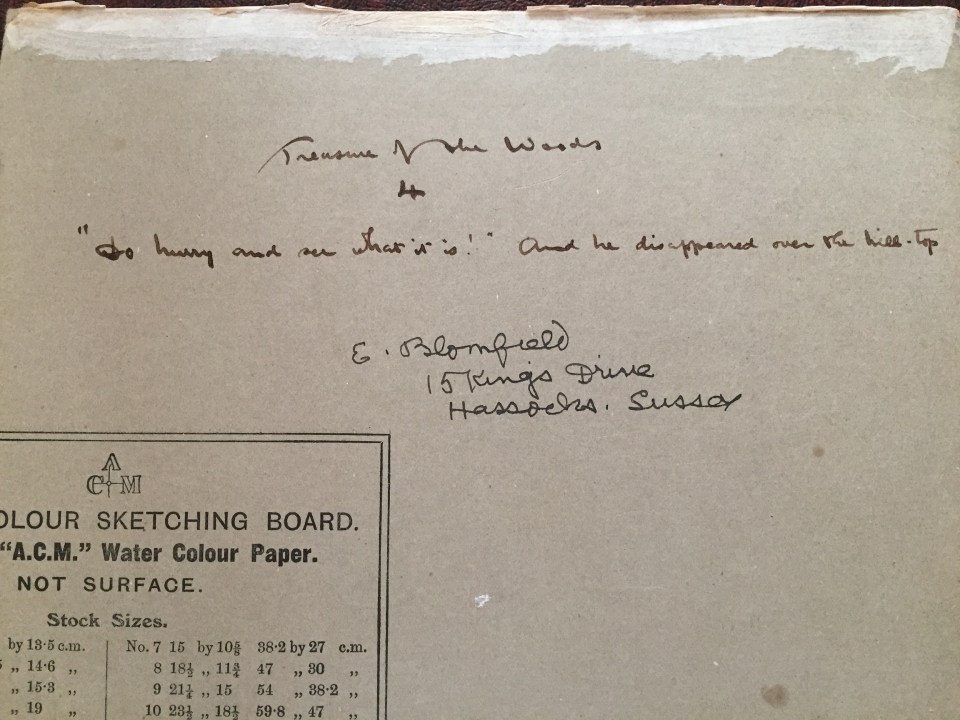 Treasure of the Woods
4
"Do hurry and see what it is!" And he disappeared over the hill-top
E. Blomfield
15 Kings Drive
Hassocks. Sussex
A
C M
OLOUR SKETCHING BOARD.
"A.C.M." Water Colour Paper.
NOT SURFACE.
Stock Sizes.
by 13·5 c.m. No. 7 15 by 10⅝ 38·2 by 27 c.m.
5 „ 14·6 „ 8 18½ „ 11¾ 47 „ 30 „
„ 15·3 „ 9 21¼ „ 15 54 „ 38·2 „
„ 19 „ 10 23½ „ 18½ 59·8 „ 47 „